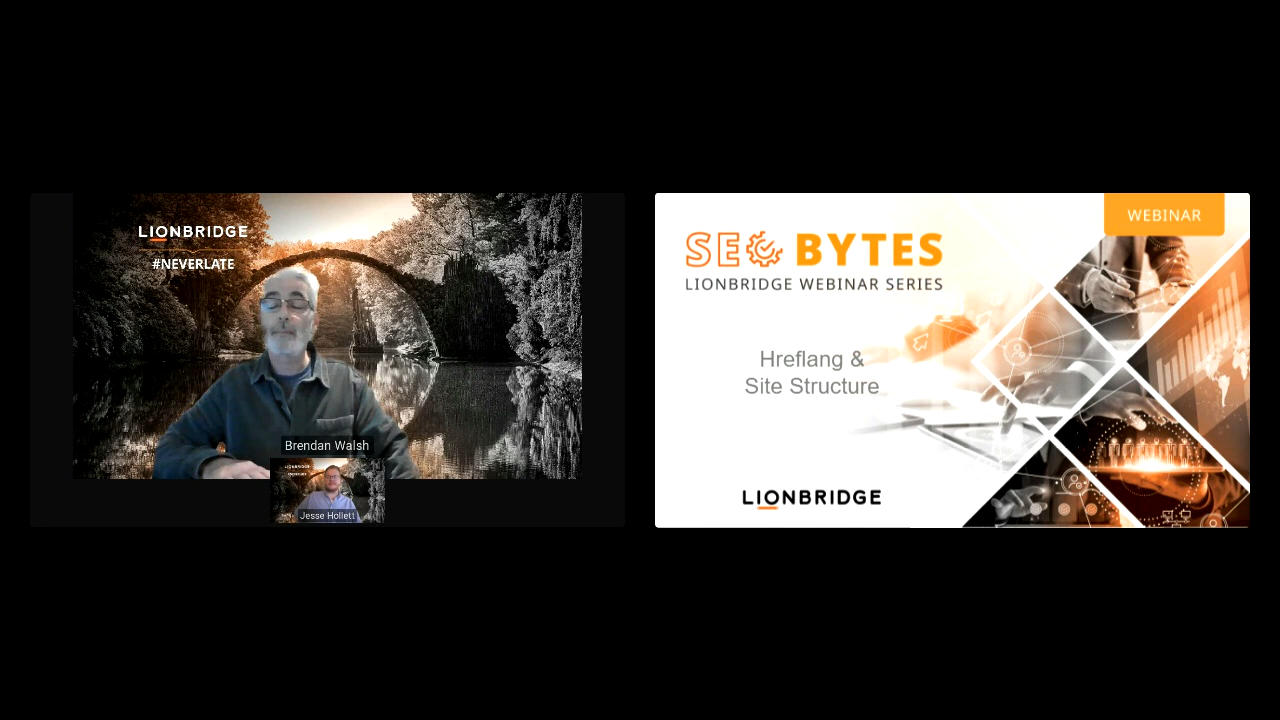 LIONBRIDGE
#NEVERLATE
Brendan Walsh
Jesse Hollett
WEBINAR
SEO BYTES
LIONBRIDGE WEBINAR SERIES
Hreflang &
Site Structure
LIONBRIDGE